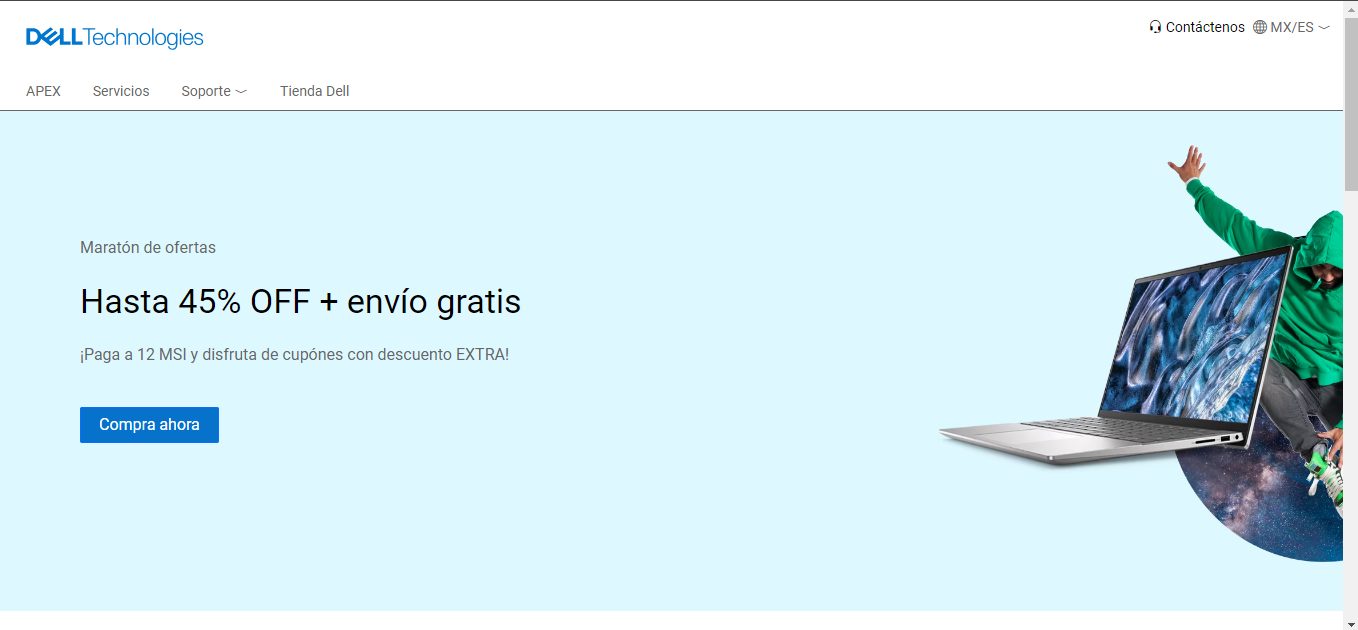 DELLTechnologies
Contáctenos MX/ES
APEX Servicios Soporte Tienda Dell
Maratón de ofertas
Hasta 45% OFF + envío gratis
¡Paga a 12 MSI y disfruta de cupónes con descuento EXTRA!
Compra ahora